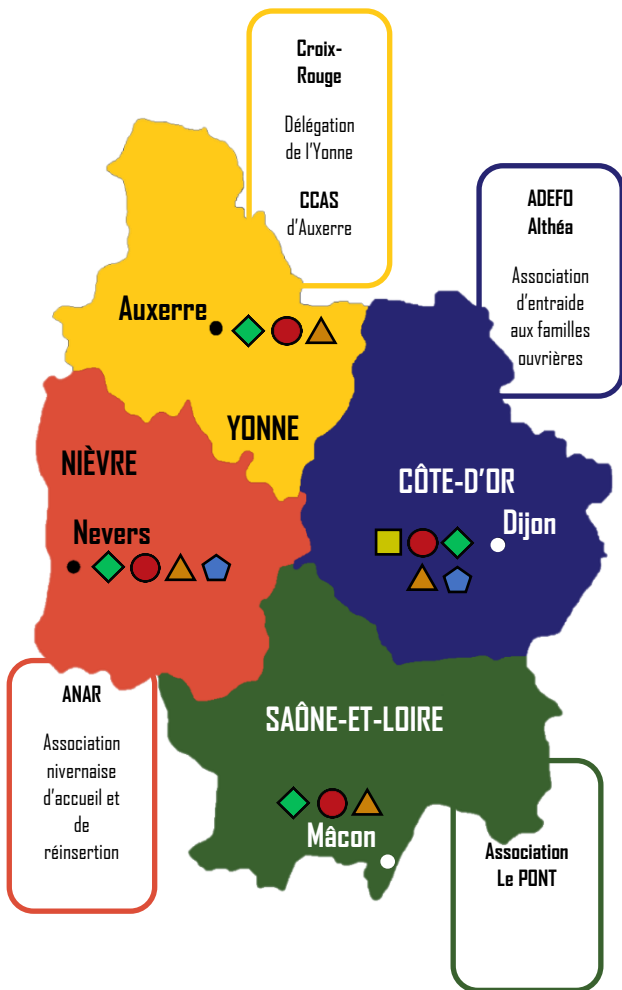 Croix-
Rouge
Délégation
de l'Yonne
CCAS
d'Auxerre
ADEFO
Althéa
Association
d'entraide
aux familles
ouvrières
Auxerre
YONNE
NIÈVRE
CÔTE-D'OR
Nevers
Dijon
ANAR
Association
nivernaise
d'accueil et
de
réinsertion
SAÔNE-ET-LOIRE
Mâcon
Association
Le PONT